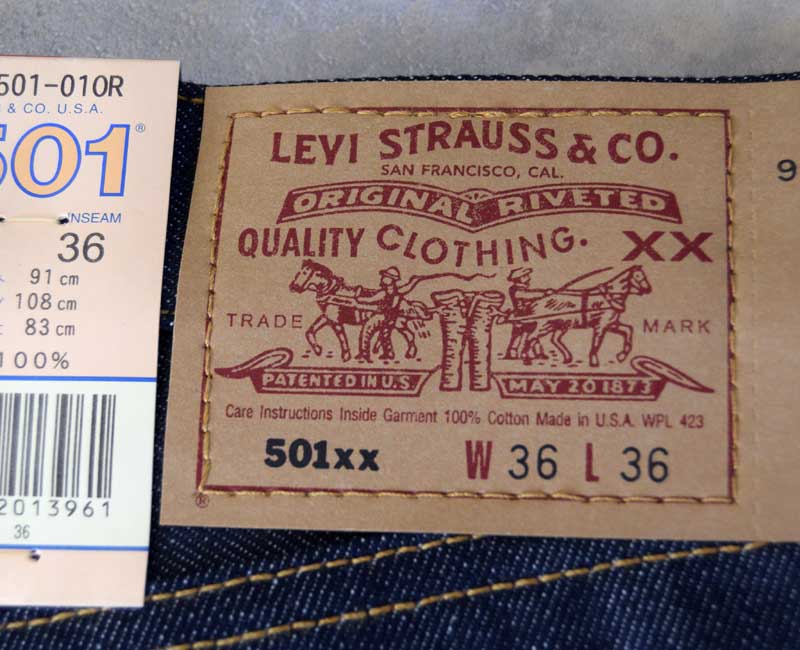 501-010R
& CO. U.S.A.
501®
INSEAM
36
91 cm
108 cm
83 cm
100%
2013961
36
LEVI STRAUSS & CO.
SAN FRANCISCO, CAL.
ORIGINAL RIVETED
QUALITY CLOTHING. XX
TRADE MARK
PATENTED IN U.S. MAY 20 1873
Care Instructions Inside Garment 100% Cotton Made in U.S.A. WPL 423
501xx W 36 L 36
®
9